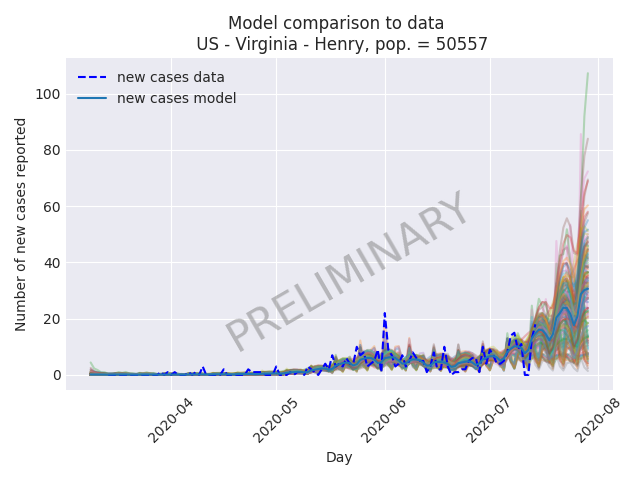 Model comparison to data
US - Virginia - Henry, pop. = 50557
new cases data
new cases model
100
80
60
40
20
0
Number of new cases reported
PRELIMINARY
2020-04
2020-05
2020-06
2020-07
2020-08
Day